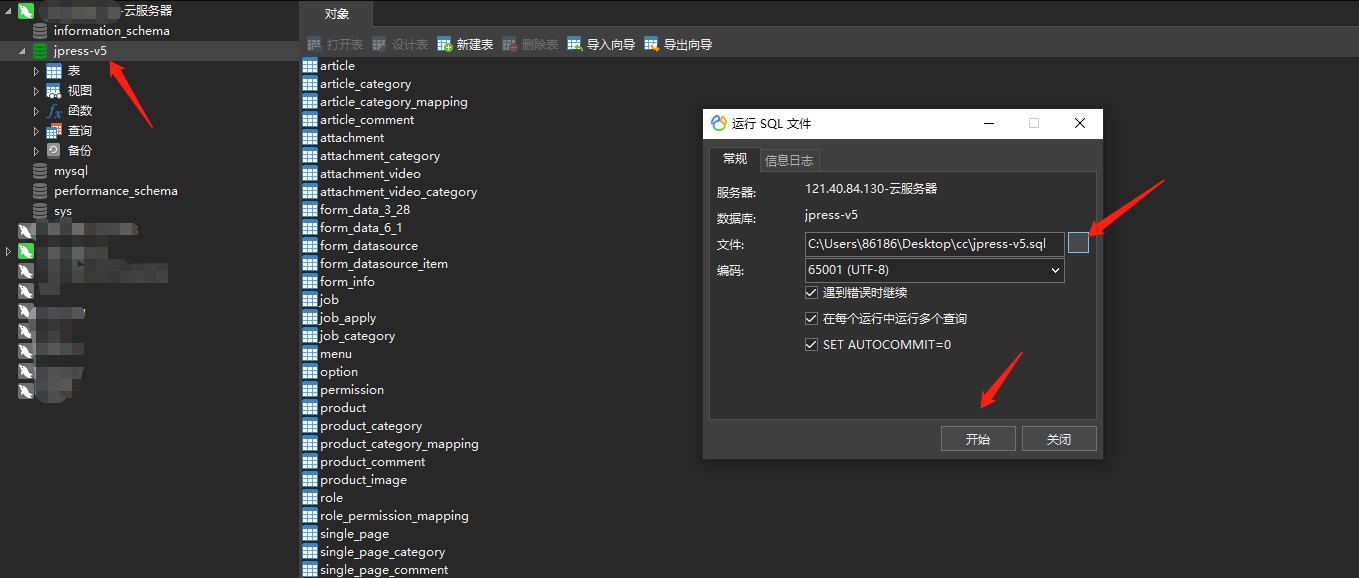 -云服务器
information_schema
jpress-v5
表
视图
fx 函数
查询
备份
mysql
performance_schema
sys
对象
打开表 设计表 新建表 删除表 导入向导 导出向导
article
article_category
article_category_mapping
article_comment
attachment
attachment_category
attachment_video
attachment_video_category
form_data_3_28
form_data_6_1
form_datasource
form_datasource_item
form_info
job
job_apply
job_category
menu
option
permission
product
product_category
product_category_mapping
product_comment
product_image
role
role_permission_mapping
single_page
single_page_category
single_page_comment
运行 SQL 文件
常规 信息日志
服务器: 121.40.84.130-云服务器
数据库: jpress-v5
文件: C:\Users\86186\Desktop\cc\jpress-v5.sql
编码: 65001 (UTF-8)
遇到错误时继续
在每个运行中运行多个查询
SET AUTOCOMMIT=0
开始 关闭